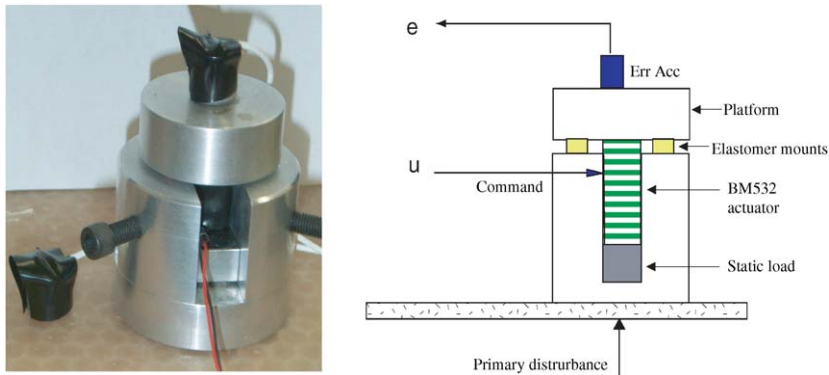 e
Err Acc
Platform
Elastomer mounts
u
Command
BM532
actuator
Static load
Primary distrurbance